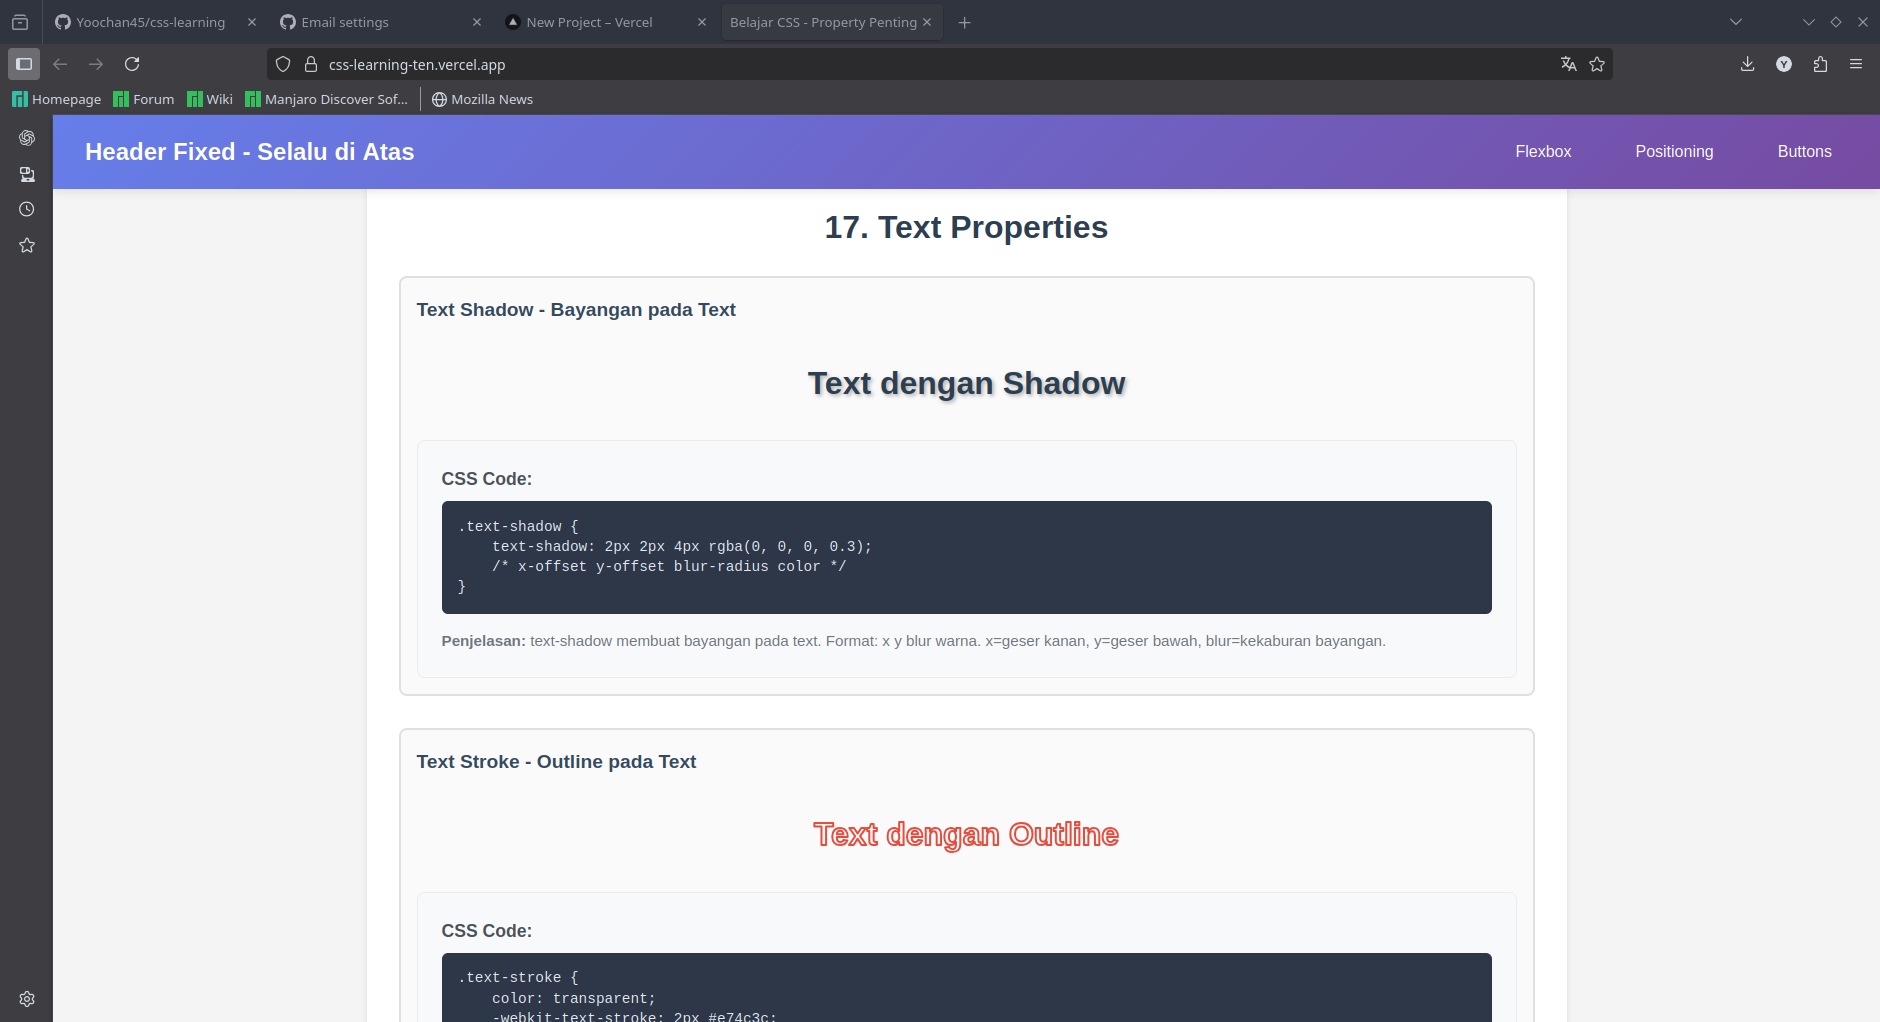 Yoochan45/css-learning
Email settings
New Project – Vercel
Belajar CSS - Property Penting
css-learning-ten.vercel.app
Y
Homepage
Forum
Wiki
Manjaro Discover Sof...
Mozilla News
Header Fixed - Selalu di Atas
Flexbox
Positioning
Buttons
17. Text Properties
Text Shadow - Bayangan pada Text
Text dengan Shadow
CSS Code:
.text-shadow {
    text-shadow: 2px 2px 4px rgba(0, 0, 0, 0.3);
    /* x-offset y-offset blur-radius color */
}
Penjelasan: text-shadow membuat bayangan pada text. Format: x y blur warna. x=geser kanan, y=geser bawah, blur=kekaburan bayangan.
Text Stroke - Outline pada Text
Text dengan Outline
CSS Code:
.text-stroke {
    color: transparent;
    -webkit-text-stroke: 2px #e74c3c;